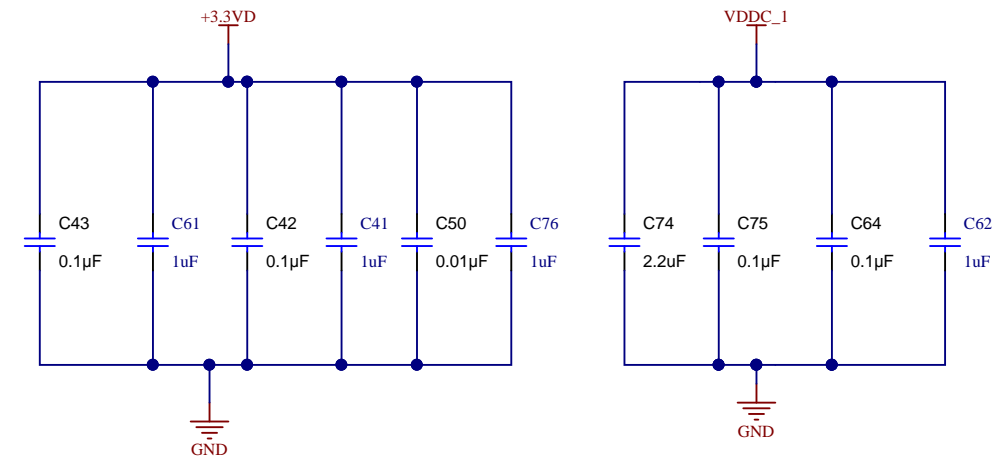 +3.3VD
VDDC_1
C43
C61
C42
C41
C50
C76
C74
C75
C64
C62
0.1µF
1uF
0.1µF
1uF
0.01µF
1uF
2.2uF
0.1µF
0.1µF
1uF
GND
GND